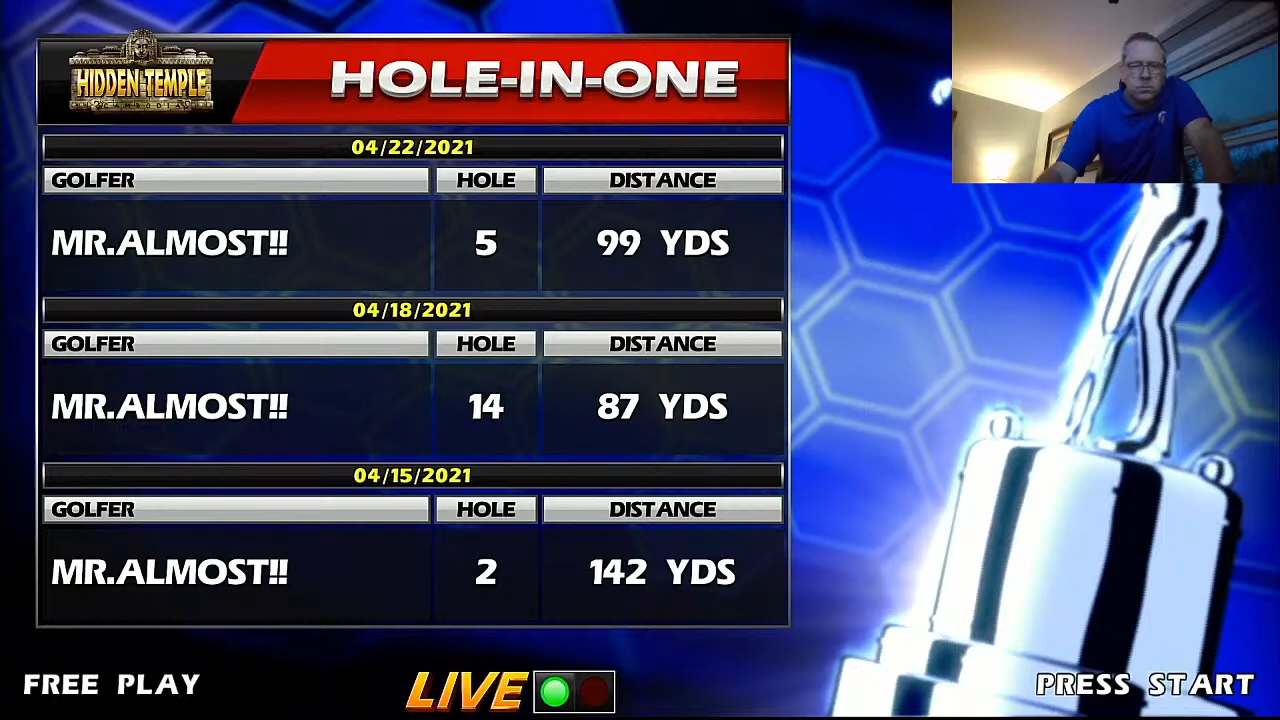 HIDDEN TEMPLE
HOLE-IN-ONE
04/22/2021
GOLFER HOLE DISTANCE
MR.ALMOST!! 5 99 YDS
04/18/2021
GOLFER HOLE DISTANCE
MR.ALMOST!! 14 87 YDS
04/15/2021
GOLFER HOLE DISTANCE
MR.ALMOST!! 2 142 YDS
FREE PLAY LIVE PRESS START